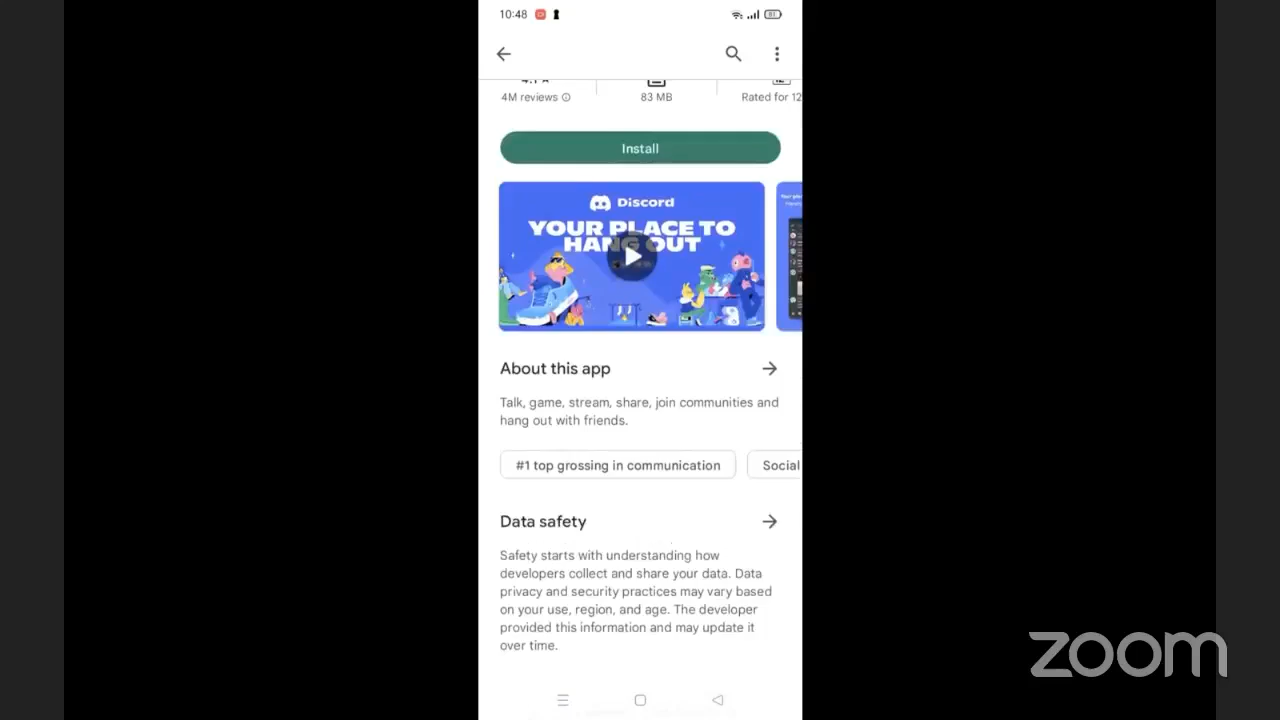 10:48
4M reviews
83 MB
Rated for 12
Install
Discord
YOUR PLACE TO
HANG OUT
About this app
Talk, game, stream, share, join communities and
hang out with friends.
#1 top grossing in communication
Social
Data safety
Safety starts with understanding how
developers collect and share your data. Data
privacy and security practices may vary based
on your use, region, and age. The developer
provided this information and may update it
over time.
zoom